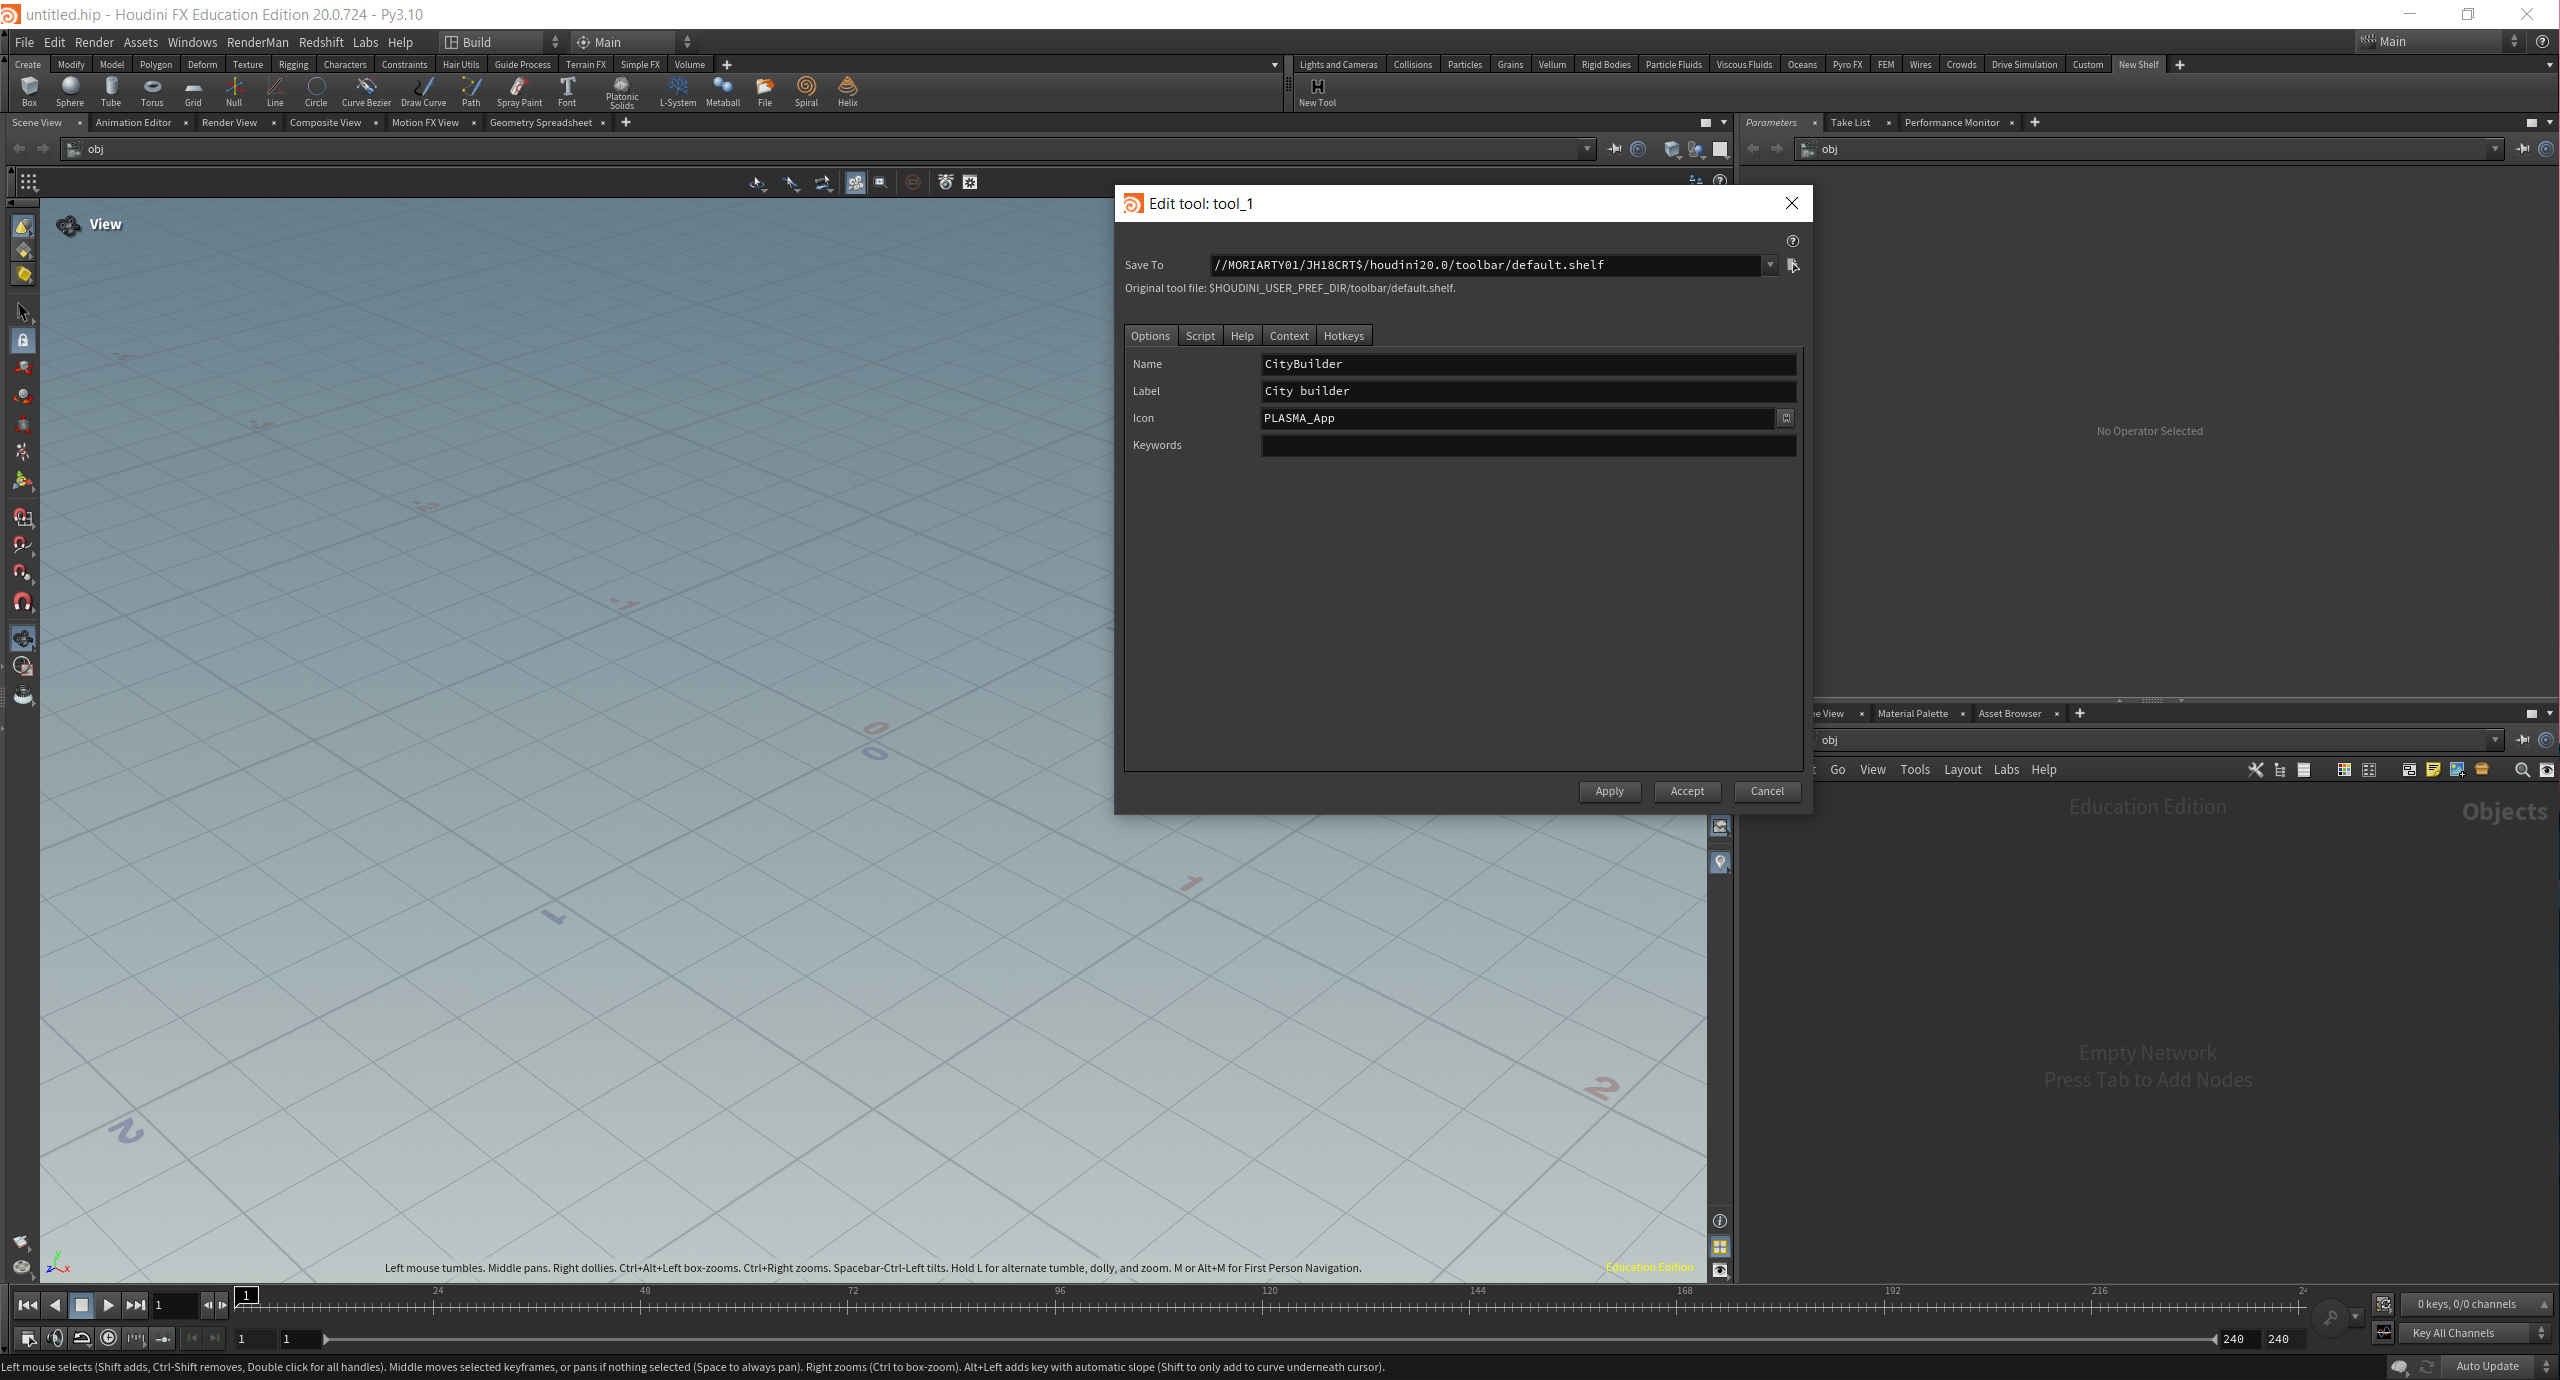 untitled.hip - Houdini FX Education Edition 20.0.724 - Py3.10
File Edit Render Assets Windows RenderMan Redshift Labs Help Build Main Main
Create Modify Model Polygon Deform Texture Rigging Characters Constraints Hair Utils Guide Process Terrain FX Simple FX Volume
Lights and Cameras Collisions Particles Grains Vellum Rigid Bodies Particle Fluids Viscous Fluids Oceans Pyro FX FEM Wires Crowds Drive Simulation Custom New Shelf
Box Sphere Tube Torus Grid Null Line Circle Curve Bezier Draw Curve Path Spray Paint Font Platonic Solids L-System Metaball File Spiral Helix
New Tool
Scene View Animation Editor Render View Composite View Motion FX View Geometry Spreadsheet
Parameters Take List Performance Monitor
obj
obj
View
Edit tool: tool_1
Save To //MORIARTY01/JH18CRT$/houdini20.0/toolbar/default.shelf
Original tool file: $HOUDINI_USER_PREF_DIR/toolbar/default.shelf.
Options Script Help Context Hotkeys
Name CityBuilder
Label City builder
Icon PLASMA_App
Keywords
Apply Accept Cancel
No Operator Selected
ee View Material Palette Asset Browser
obj
t Go View Tools Layout Labs Help
Education Edition
Objects
Empty Network
Press Tab to Add Nodes
-3
-2
-1
0
0
1
1
2
2
y
z x
Left mouse tumbles. Middle pans. Right dollies. Ctrl+Alt+Left box-zooms. Ctrl+Right zooms. Spacebar-Ctrl-Left tilts. Hold L for alternate tumble, dolly, and zoom. M or Alt+M for First Person Navigation.
Education Edition
1 1 24 48 72 96 120 144 168 192 216 24
0 keys, 0/0 channels
1 1 240 240
Key All Channels
Left mouse selects (Shift adds, Ctrl-Shift removes, Double click for all handles). Middle moves selected keyframes, or pans if nothing selected (Space to always pan). Right zooms (Ctrl to box-zoom). Alt+Left adds key with automatic slope (Shift to only add to curve underneath cursor).
Auto Update